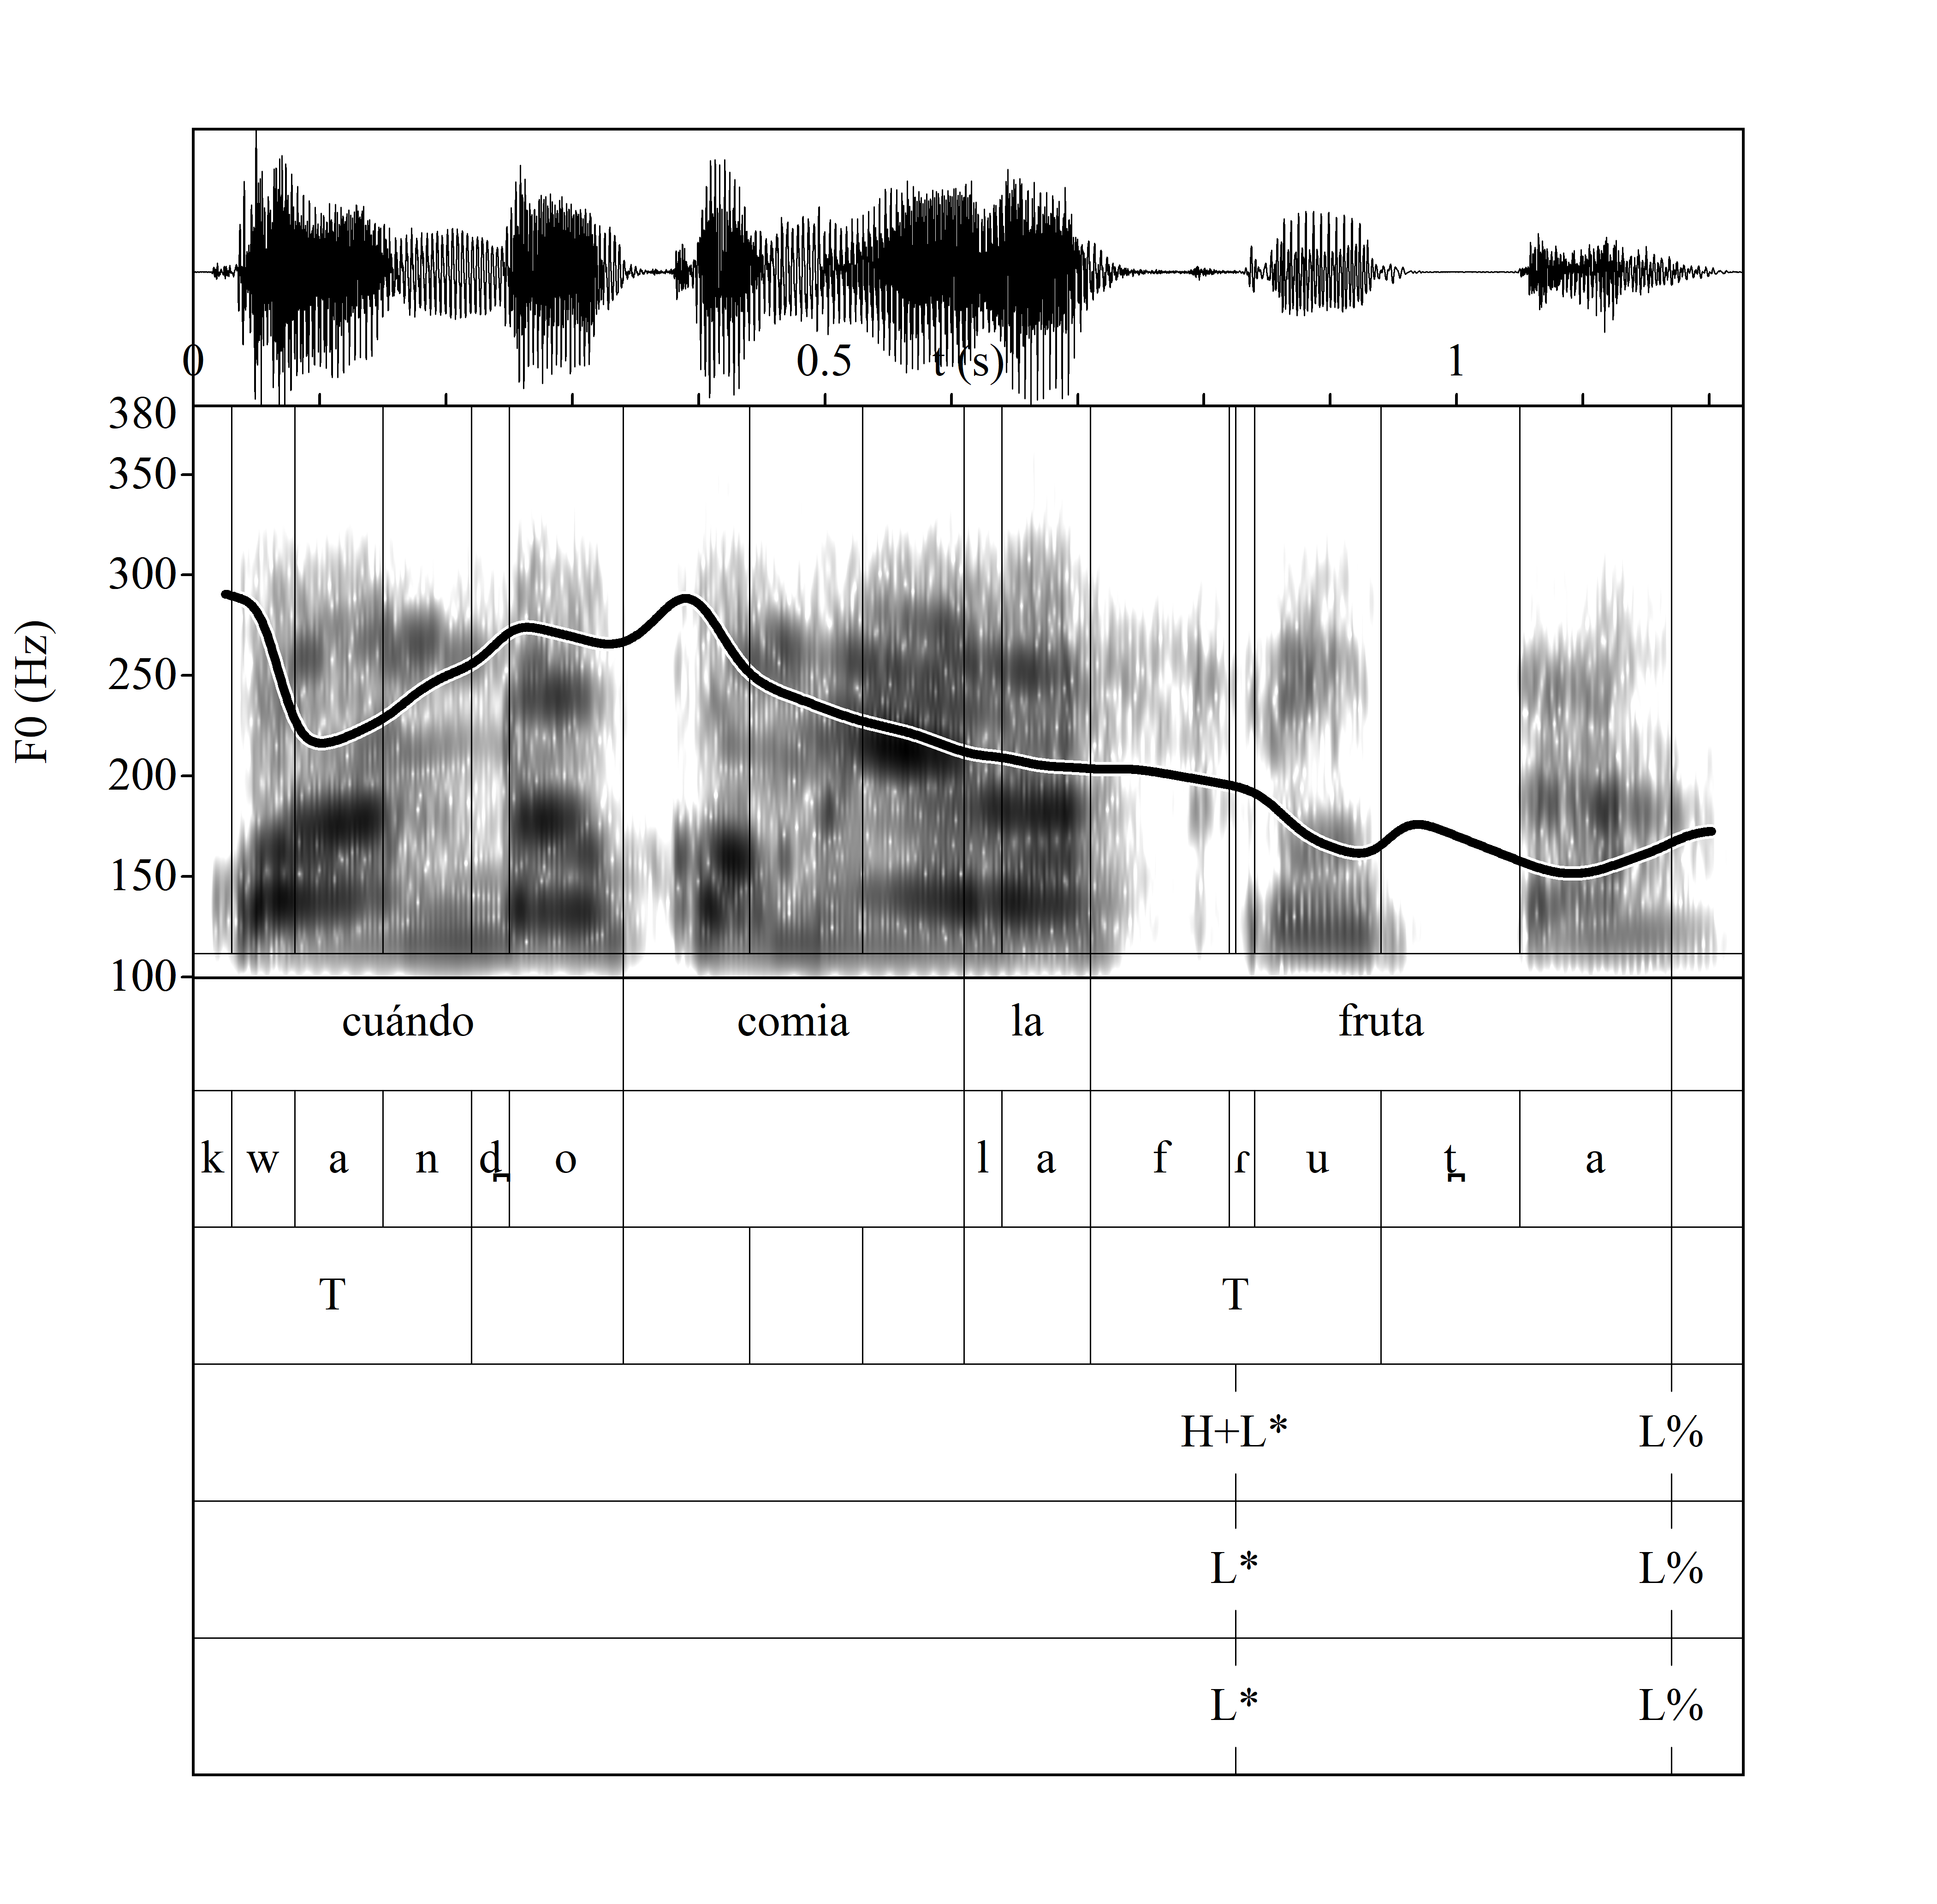 0 0.5 t (s) 1
380
350
300
250
200
150
100
F0 (Hz)
cuándo comia la fruta
k w a n d̪ o l a f ɾ u t̪ a
T T
H+L* L%
L* L%
L* L%